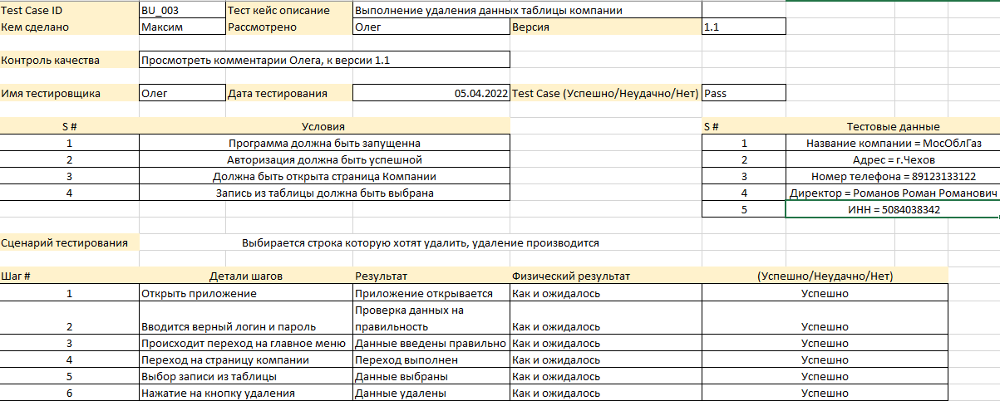 Test Case ID BU_003 Тест кейс описание Выполнение удаления данных таблицы компании
Кем сделано Максим Рассмотрено Олег Версия 1.1
Контроль качества Просмотреть комментарии Олега, к версии 1.1
Имя тестировщика Олег Дата тестирования 05.04.2022 Test Case (Успешно/Неудачно/Нет) Pass
S # Условия S # Тестовые данные
1 Программа должна быть запущенна 1 Название компании = МосОблГаз
2 Авторизация должна быть успешной 2 Адрес = г.Чехов
3 Должна быть открыта страница Компании 3 Номер телефона = 89123133122
4 Запись из таблицы должна быть выбрана 4 Директор = Романов Роман Романович
5 ИНН = 5084038342
Сценарий тестирования Выбирается строка которую хотят удалить, удаление производится
Шаг # Детали шагов Результат Физический результат (Успешно/Неудачно/Нет)
1 Открыть приложение Приложение открывается Как и ожидалось Успешно
Проверка данных на
2 Вводится верный логин и пароль правильность Как и ожидалось Успешно
3 Происходит переход на главное меню Данные введены правильно Как и ожидалось Успешно
4 Переход на страницу компании Переход выполнен Как и ожидалось Успешно
5 Выбор записи из таблицы Данные выбраны Как и ожидалось Успешно
6 Нажатие на кнопку удаления Данные удалены Как и ожидалось Успешно